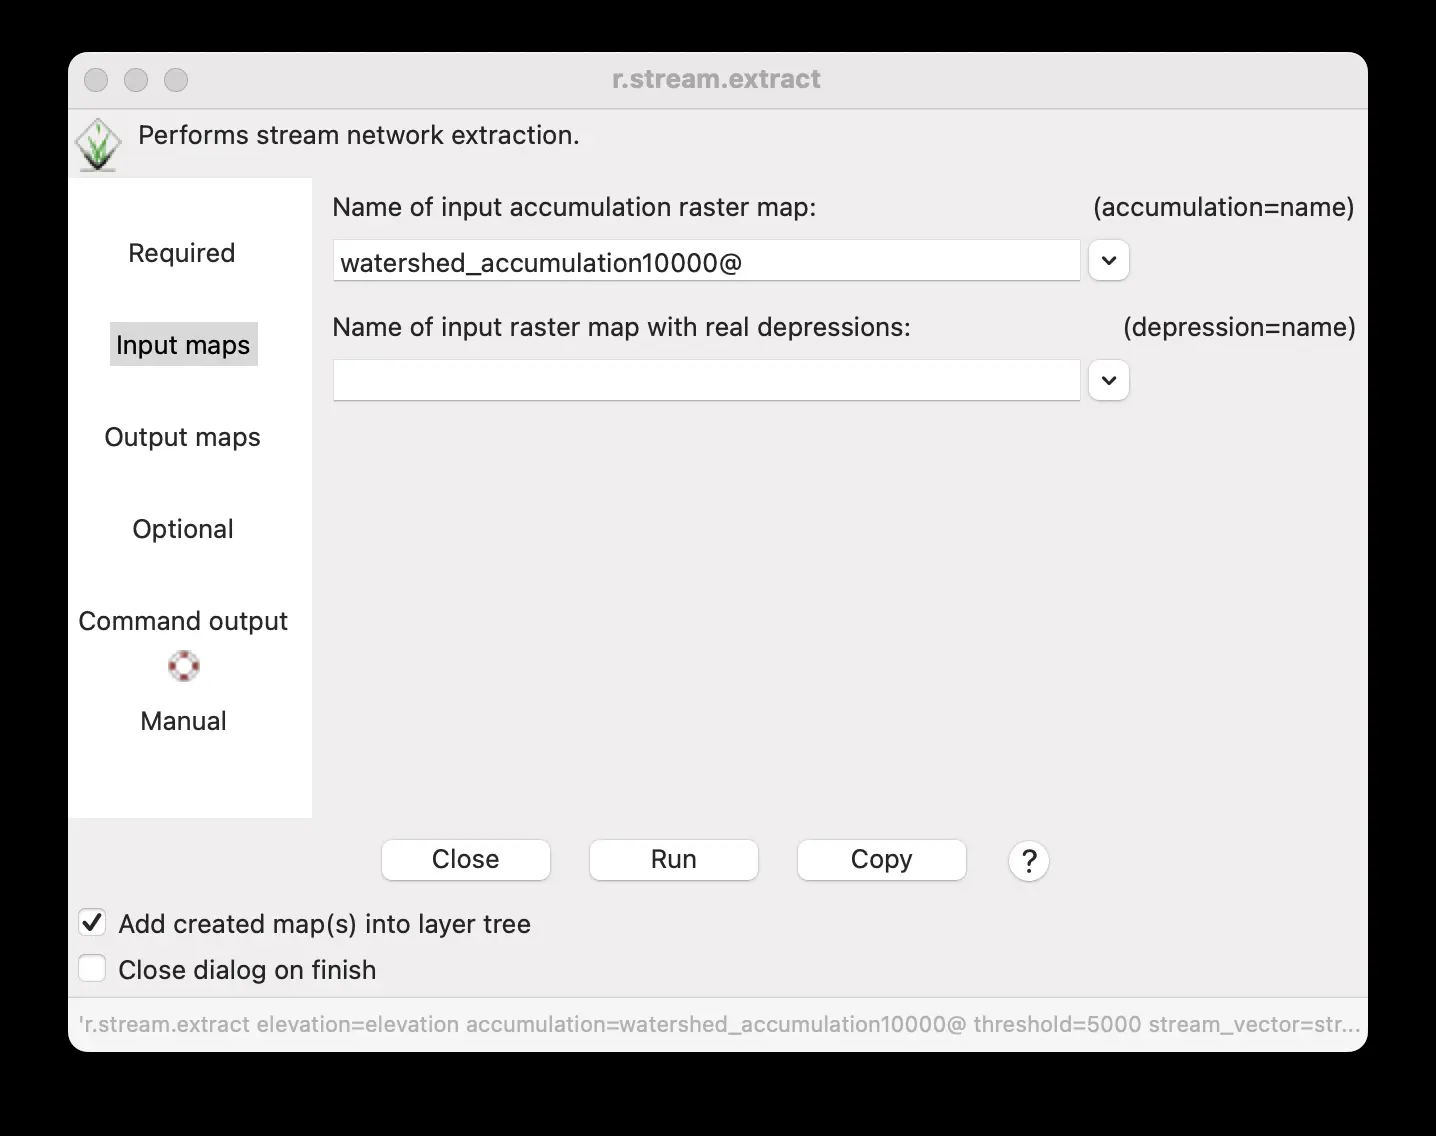 r.stream.extract
Performs stream network extraction.
Required
Input maps
Output maps
Optional
Command output
Manual
Name of input accumulation raster map: (accumulation=name)
watershed_accumulation10000@
Name of input raster map with real depressions: (depression=name)
Close Run Copy ?
Add created map(s) into layer tree
Close dialog on finish
'r.stream.extract elevation=elevation accumulation=watershed_accumulation10000@ threshold=5000 stream_vector=str...